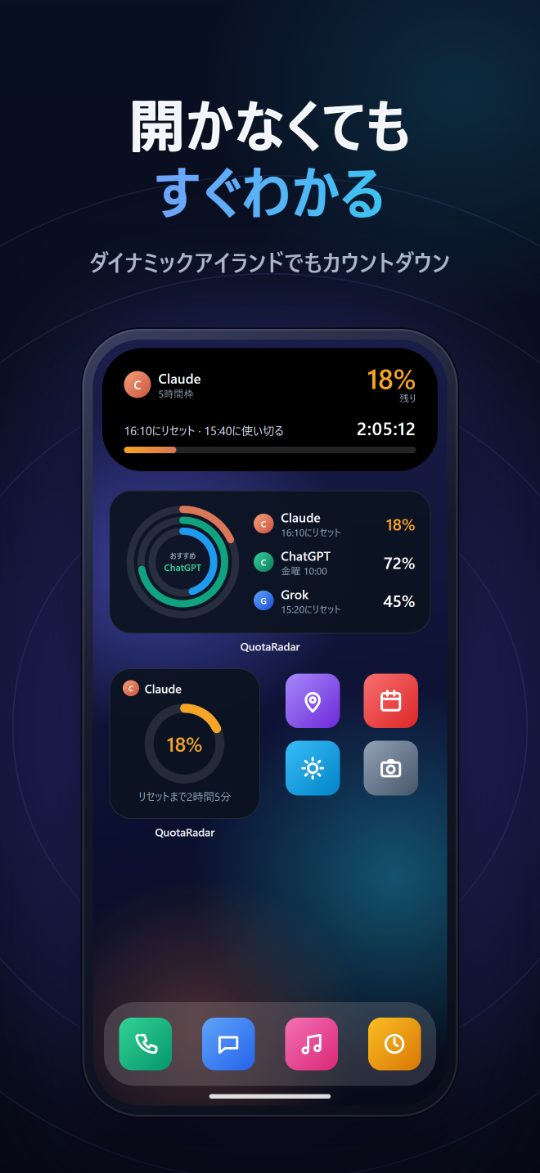 開かなくても
すぐわかる
ダイナミックアイランドでもカウントダウン
C Claude 18%
5時間枠 残り
16:10にリセット · 15:40に使い切る 2:05:12
おすすめ
ChatGPT
C Claude 18%
16:10にリセット
C ChatGPT 72%
金曜 10:00
G Grok 45%
15:20にリセット
QuotaRadar
C Claude
18%
リセットまで2時間5分
QuotaRadar